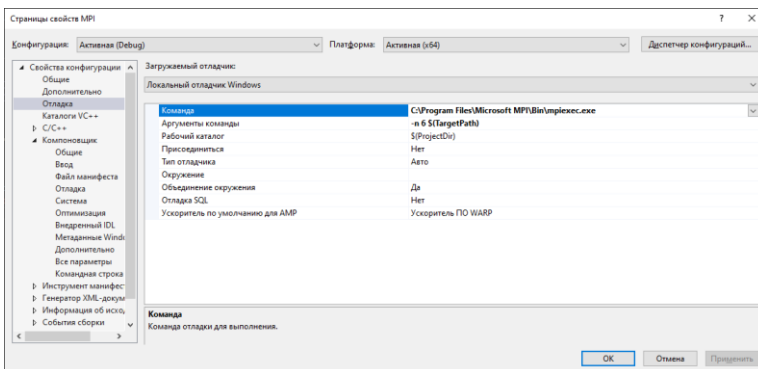 Страницы свойств MPI
? ×
Конфигурация: Активная (Debug) Платформа: Активная (x64) Диспетчер конфигураций...
Свойства конфигурации
Общие
Дополнительно
Отладка
Каталоги VC++
C/C++
Компоновщик
Общие
Ввод
Файл манифеста
Отладка
Система
Оптимизация
Внедренный IDL
Метаданные Windo
Дополнительно
Все параметры
Командная строка
Инструмент манифес
Генератор XML-докум
Информация об исхо,
События сборки
Загружаемый отладчик:
Локальный отладчик Windows
Команда C:\Program Files\Microsoft MPI\Bin\mpiexec.exe
Аргументы команды -n 6 $(TargetPath)
Рабочий каталог $(ProjectDir)
Присоединиться Нет
Тип отладчика Авто
Окружение
Объединение окружения Да
Отладка SQL Нет
Ускоритель по умолчанию для AMP Ускоритель ПО WARP
Команда
Команда отладки для выполнения.
ОК Отмена Применить